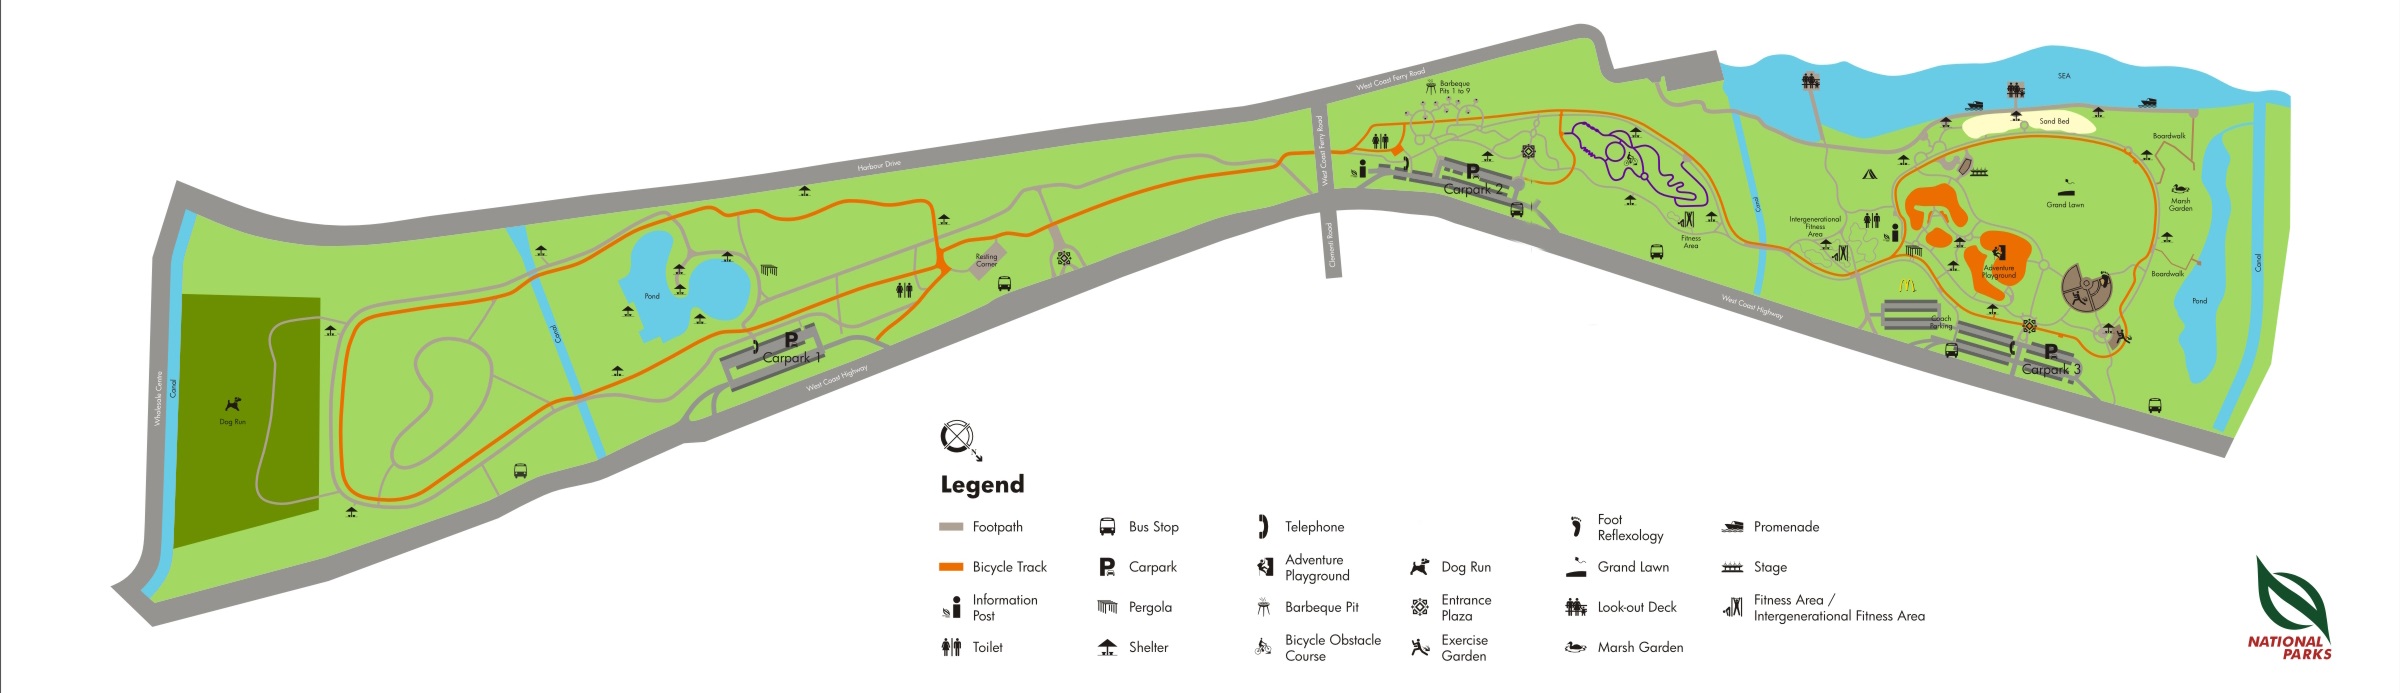 West Coast Ferry Road
Barbeque
Pits 1 to 9
SEA
Sand Bed
Boardwalk
West Coast Ferry Road
Harbour Drive
Carpark 2
Canal
Grand Lawn
Marsh
Garden
Intergenerational
Fitness
Area
Fitness
Area
Clementi Road
Resting
Corner
Adventure
Playground
Boardwalk
Canal
Pond
Pond
Canal
West Coast Highway
Coach
Parking
Carpark 1
Carpark 3
West Coast Highway
Wholesale Centre
Canal
Dog Run
N
Legend
Footpath
Bicycle Track
Information
Post
Toilet
Bus Stop
Carpark
Pergola
Shelter
Telephone
Adventure
Playground
Barbeque Pit
Bicycle Obstacle
Course
Dog Run
Entrance
Plaza
Exercise
Garden
Foot
Reflexology
Grand Lawn
Look-out Deck
Marsh Garden
Promenade
Stage
Fitness Area /
Intergenerational Fitness Area
NATIONAL
PARKS